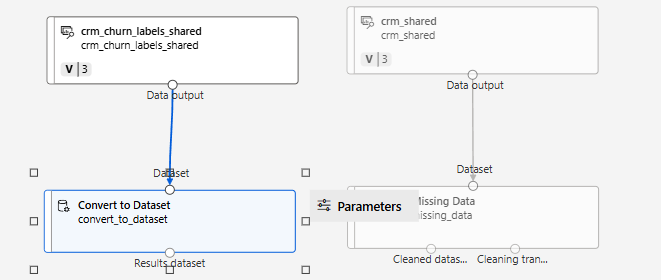 crm_churn_labels_shared
crm_churn_labels_shared
V | 3
Data output
crm_shared
crm_shared
V | 3
Data output
Dataset
Convert to Dataset
convert_to_dataset
Results dataset
Parameters
Dataset
Missing Data
issing_data
Cleaned datas...
Cleaning tran...